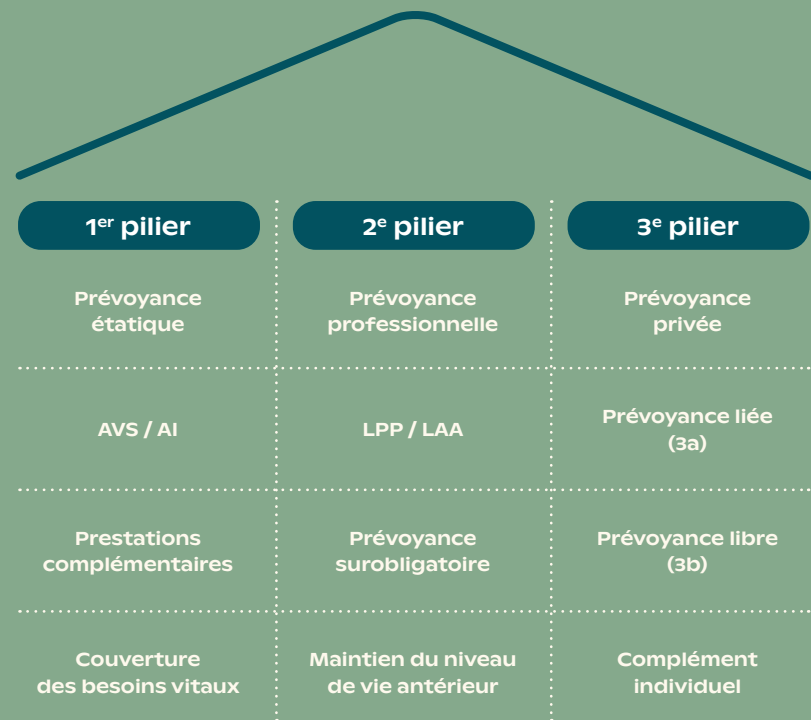 1er pilier
2e pilier
3e pilier
Prévoyance
étatique
Prévoyance
professionnelle
Prévoyance
privée
AVS / AI
LPP / LAA
Prévoyance liée
(3a)
Prestations
complémentaires
Prévoyance
surobligatoire
Prévoyance libre
(3b)
Couverture
des besoins vitaux
Maintien du niveau
de vie antérieur
Complément
individuel